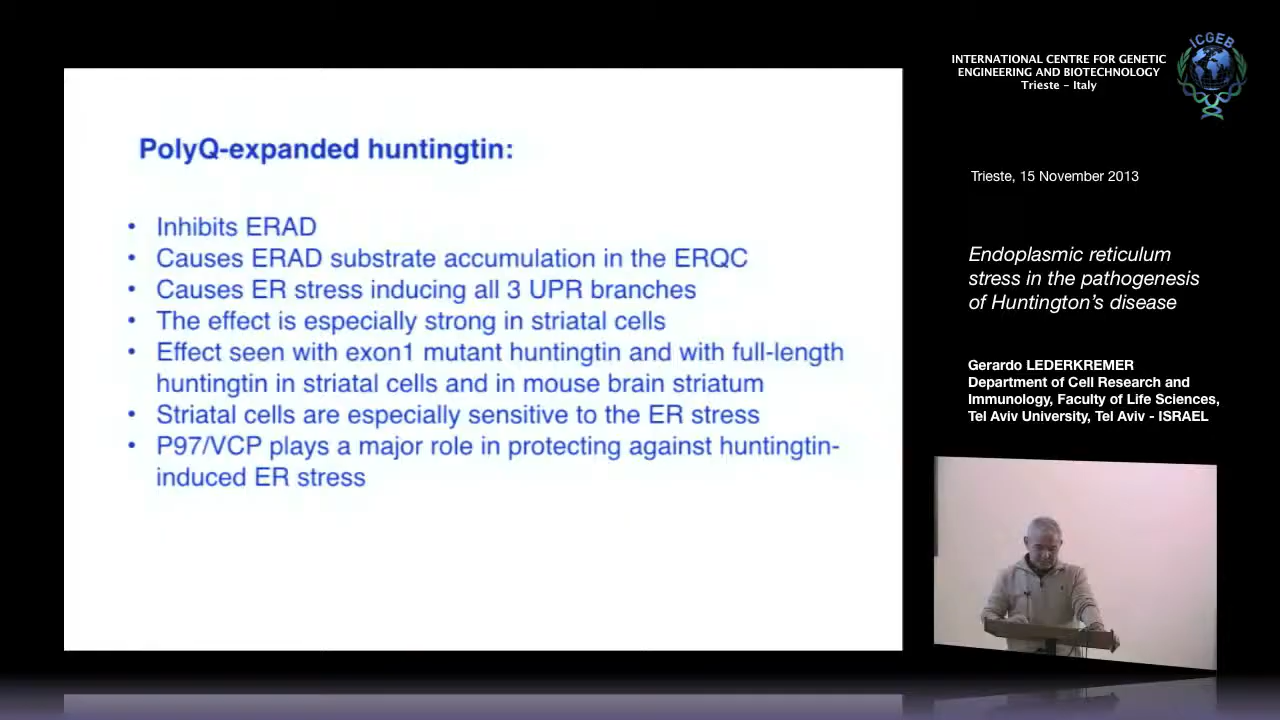 PolyQ-expanded huntingtin:
• Inhibits ERAD
• Causes ERAD substrate accumulation in the ERQC
• Causes ER stress inducing all 3 UPR branches
• The effect is especially strong in striatal cells
• Effect seen with exon1 mutant huntingtin and with full-length
huntingtin in striatal cells and in mouse brain striatum
• Striatal cells are especially sensitive to the ER stress
• P97/VCP plays a major role in protecting against huntingtin-
induced ER stress
INTERNATIONAL CENTRE FOR GENETIC
ENGINEERING AND BIOTECHNOLOGY
Trieste - Italy
ICGEB
Trieste, 15 November 2013
Endoplasmic reticulum
stress in the pathogenesis
of Huntington's disease
Gerardo LEDERKREMER
Department of Cell Research and
Immunology, Faculty of Life Sciences,
Tel Aviv University, Tel Aviv - ISRAEL